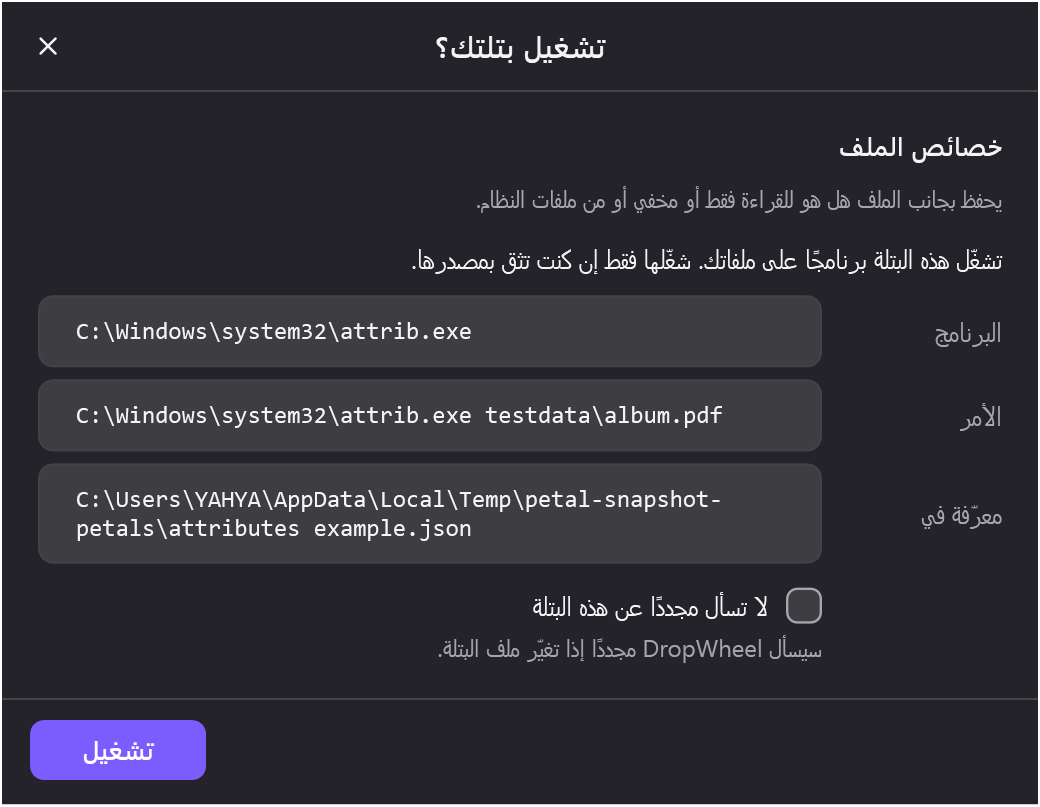 تشغيل بتلتك؟
خصائص الملف
يحفظ بجانب الملف هل هو للقراءة فقط أو مخفي أو من ملفات النظام.
تشغّل هذه البتلة برنامجًا على ملفاتك. شغّلها فقط إن كنت تثق بمصدرها.
البرنامج
C:\Windows\system32\attrib.exe
الأمر
C:\Windows\system32\attrib.exe testdata\album.pdf
معرّفة في
C:\Users\YAHYA\AppData\Local\Temp\petal-snapshot-
petals\attributes example.json
لا تسأل مجددًا عن هذه البتلة
سيسأل DropWheel مجددًا إذا تغيّر ملف البتلة.
تشغيل